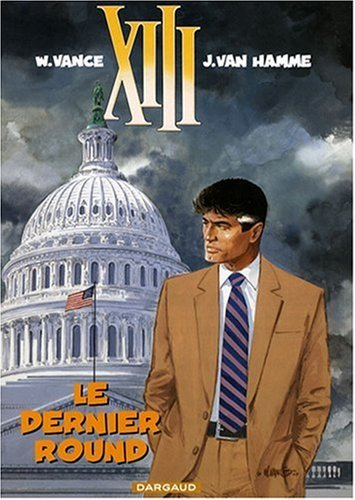 W. VANCE
XIII
J. VAN HAMME
LE
DERNIER
ROUND
DARGAUD